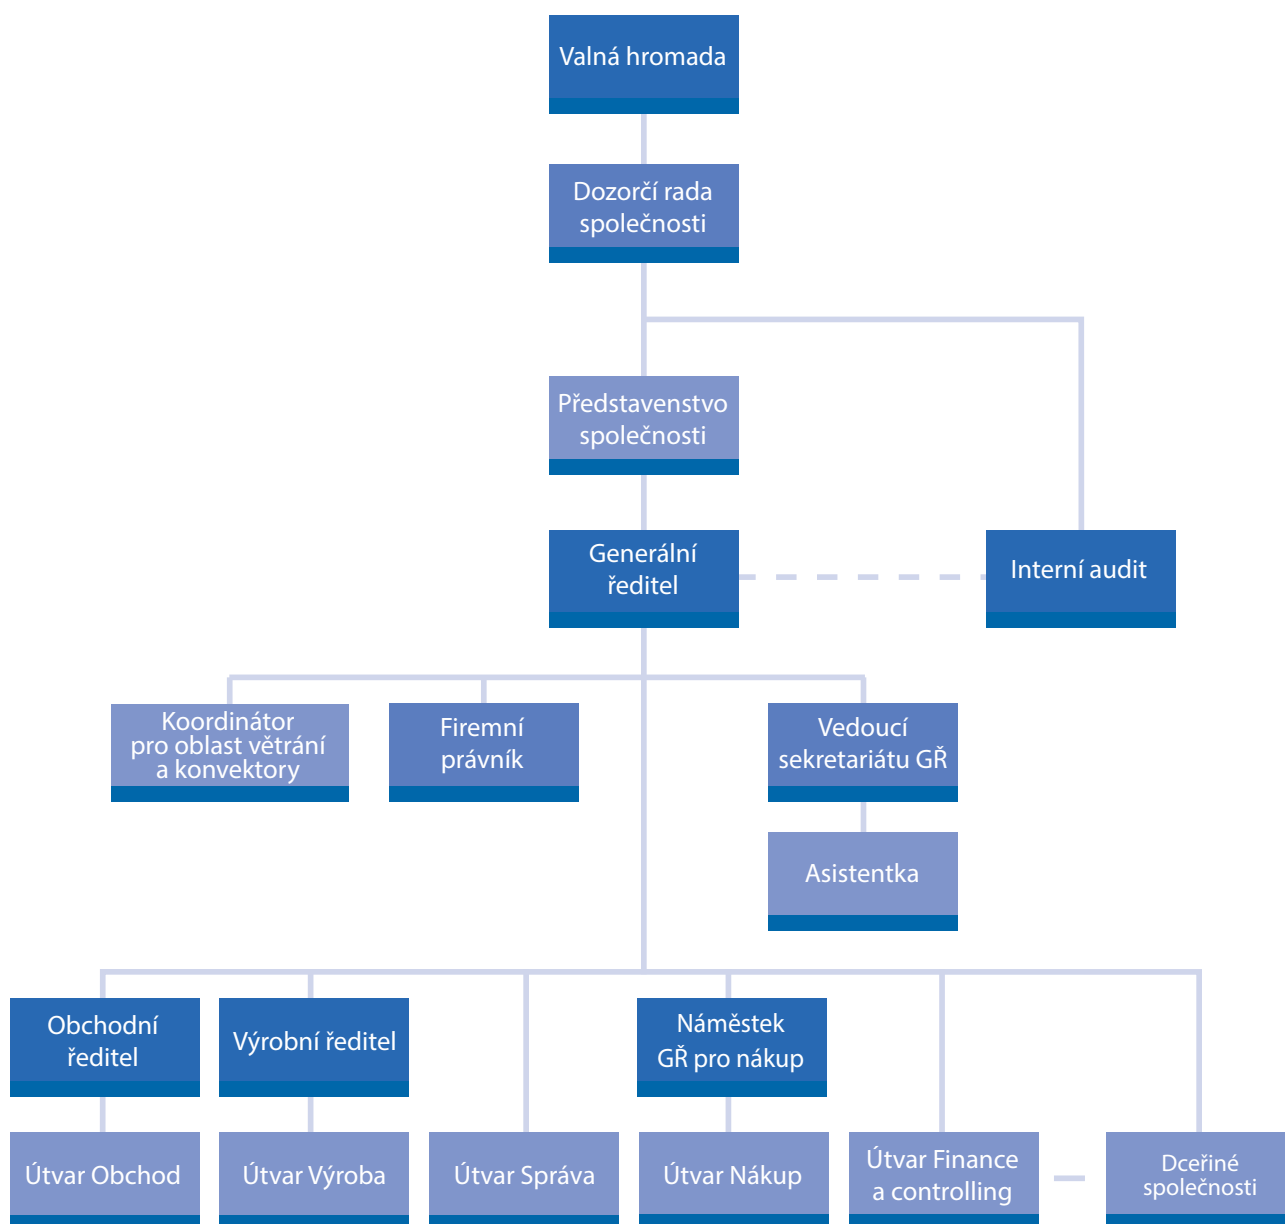 Valná hromada
Dozorčí rada
společnosti
Představenstvo
společnosti
Generální
ředitel
Interní audit
Koordinátor
pro oblast větrání
a konvektory
Firemní
právník
Vedoucí
sekretariátu GŘ
Asistentka
Obchodní
ředitel
Výrobní ředitel
Náměstek
GŘ pro nákup
Útvar Obchod
Útvar Výroba
Útvar Správa
Útvar Nákup
Útvar Finance
a controlling
Dceřiné
společnosti